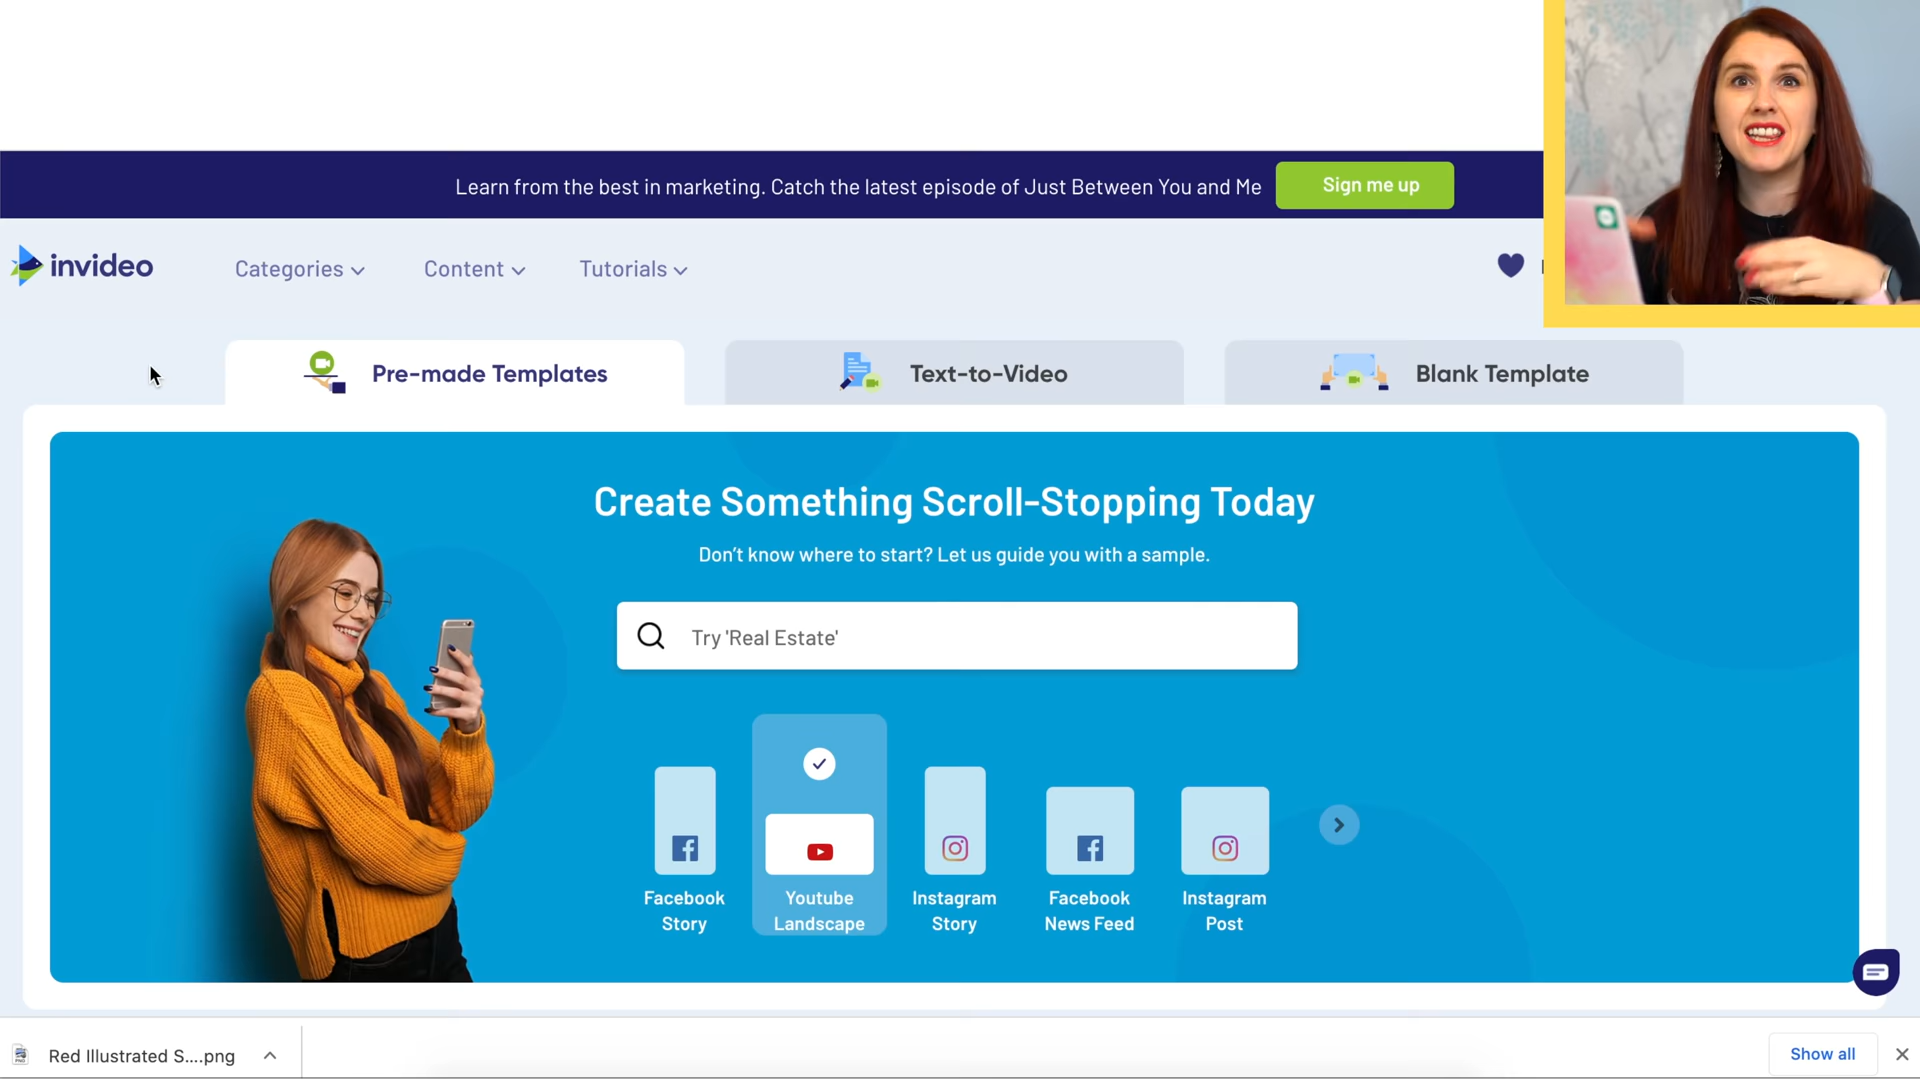 Learn from the best in marketing. Catch the latest episode of Just Between You and Me
Sign me up
invideo
Categories
Content
Tutorials
Pre-made Templates
Text-to-Video
Blank Template
Create Something Scroll-Stopping Today
Don't know where to start? Let us guide you with a sample.
Try 'Real Estate'
Facebook
Story
Youtube
Landscape
Instagram
Story
Facebook
News Feed
Instagram
Post
Red Illustrated S....png
Show all